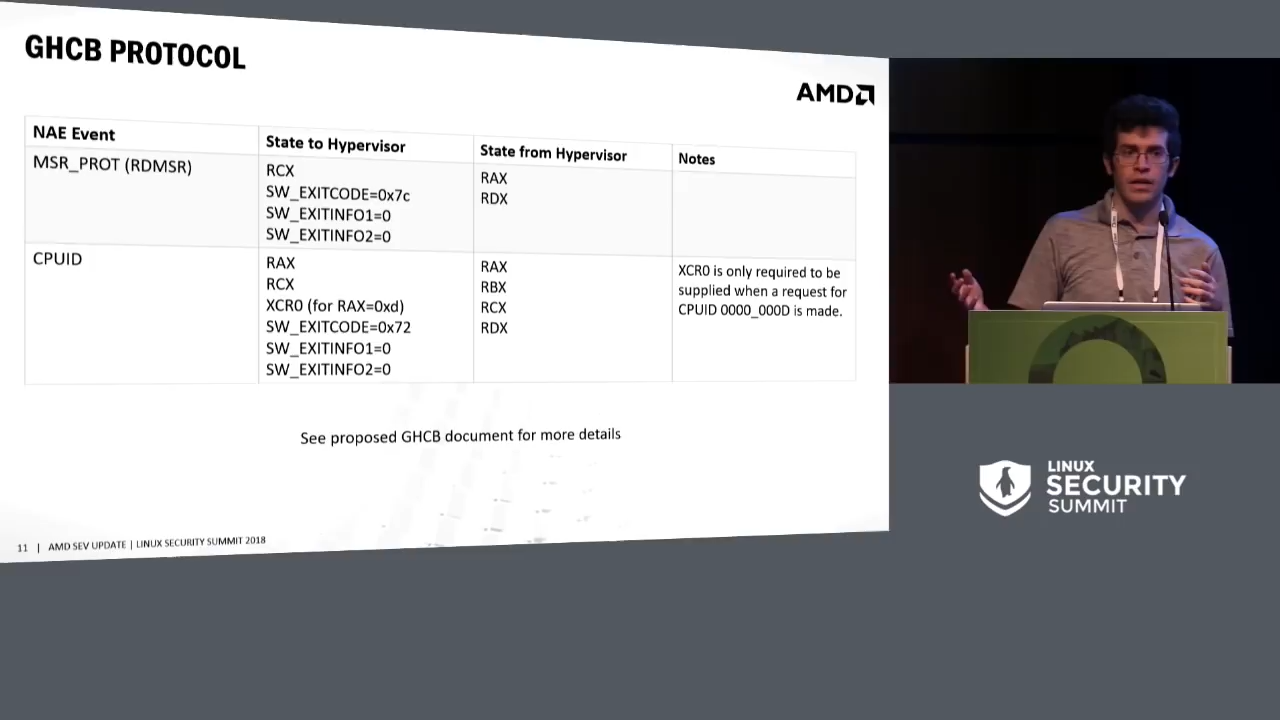 GHCB PROTOCOL
AMD
NAE Event
State to Hypervisor
State from Hypervisor
Notes
MSR_PROT (RDMSR)
RCX
SW_EXITCODE=0x7c
SW_EXITINFO1=0
SW_EXITINFO2=0
RAX
RDX
CPUID
RAX
RCX
XCR0 (for RAX=0xd)
SW_EXITCODE=0x72
SW_EXITINFO1=0
SW_EXITINFO2=0
RAX
RBX
RCX
RDX
XCR0 is only required to be
supplied when a request for
CPUID 0000_000D is made.
See proposed GHCB document for more details
11 | AMD SEV UPDATE | LINUX SECURITY SUMMIT 2018
LINUX
SECURITY
SUMMIT